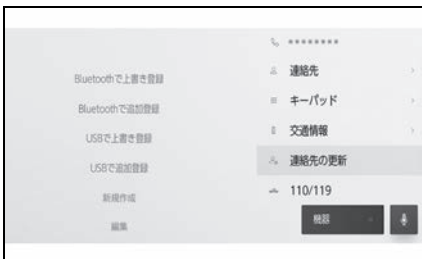 Bluetoothで上書き登録
Bluetoothで追加登録
USBで上書き登録
USBで追加登録
新規作成
編集
********
連絡先
キーパッド
交通情報
連絡先の更新
110/119
機器